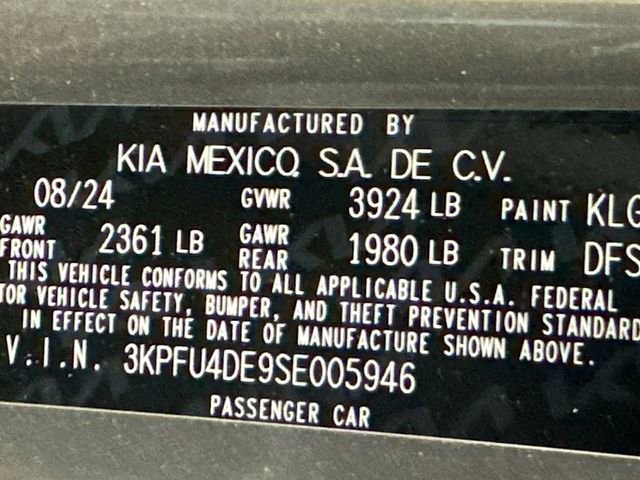 MANUFACTURED BY
KIA MEXICO, S.A. DE C.V.
08/24 GVWR 3924 LB PAINT KLG
GAWR FRONT 2361 LB GAWR REAR 1980 LB TRIM DFS
THIS VEHICLE CONFORMS TO ALL APPLICABLE U.S.A. FEDERAL
TOR VEHICLE SAFETY, BUMPER, AND THEFT PREVENTION STANDARD
IN EFFECT ON THE DATE OF MANUFACTURE SHOWN ABOVE.
V.I.N. 3KPFU4DE9SE005946
PASSENGER CAR